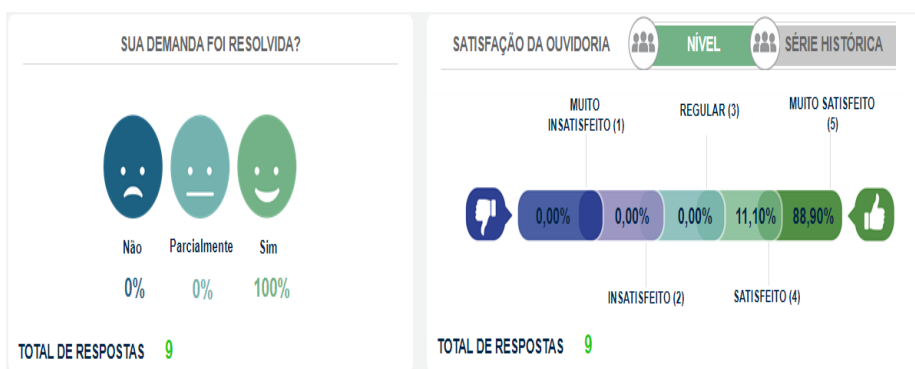 SUA DEMANDA FOI RESOLVIDA?
Não
Parcialmente
Sim
0%
0%
100%
TOTAL DE RESPOSTAS 9
SATISFAÇÃO DA OUVIDORIA
NÍVEL
SÉRIE HISTÓRICA
MUITO
INSATISFEITO (1)
REGULAR (3)
MUITO SATISFEITO
(5)
0,00%
0,00%
0,00%
11,10%
88,90%
INSATISFEITO (2)
SATISFEITO (4)
TOTAL DE RESPOSTAS 9